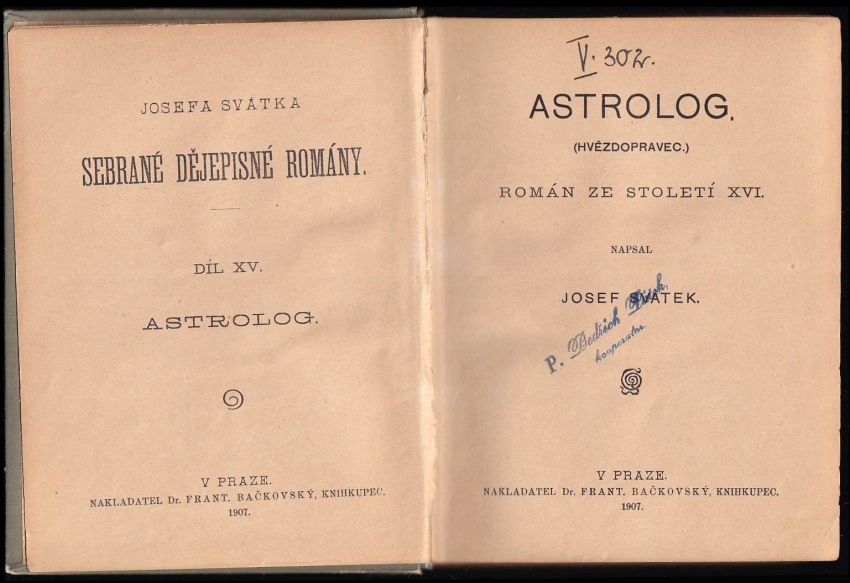 JOSEFA SVÁTKA
SEBRANÉ DĚJEPISNÉ ROMÁNY.
DÍL XV.
ASTROLOG.
V PRAZE.
NAKLADATEL Dr. FRANT. BAČKOVSKÝ, KNIHKUPEC.
1907.
V. 302.
ASTROLOG.
(HVĚZDOPRAVEC.)
ROMÁN ZE STOLETÍ XVI.
NAPSAL
JOSEF SVÁTEK.
P. Bedřich
kooperator.
V PRAZE.
NAKLADATEL Dr. FRANT. BAČKOVSKÝ, KNIHKUPEC.
1907.